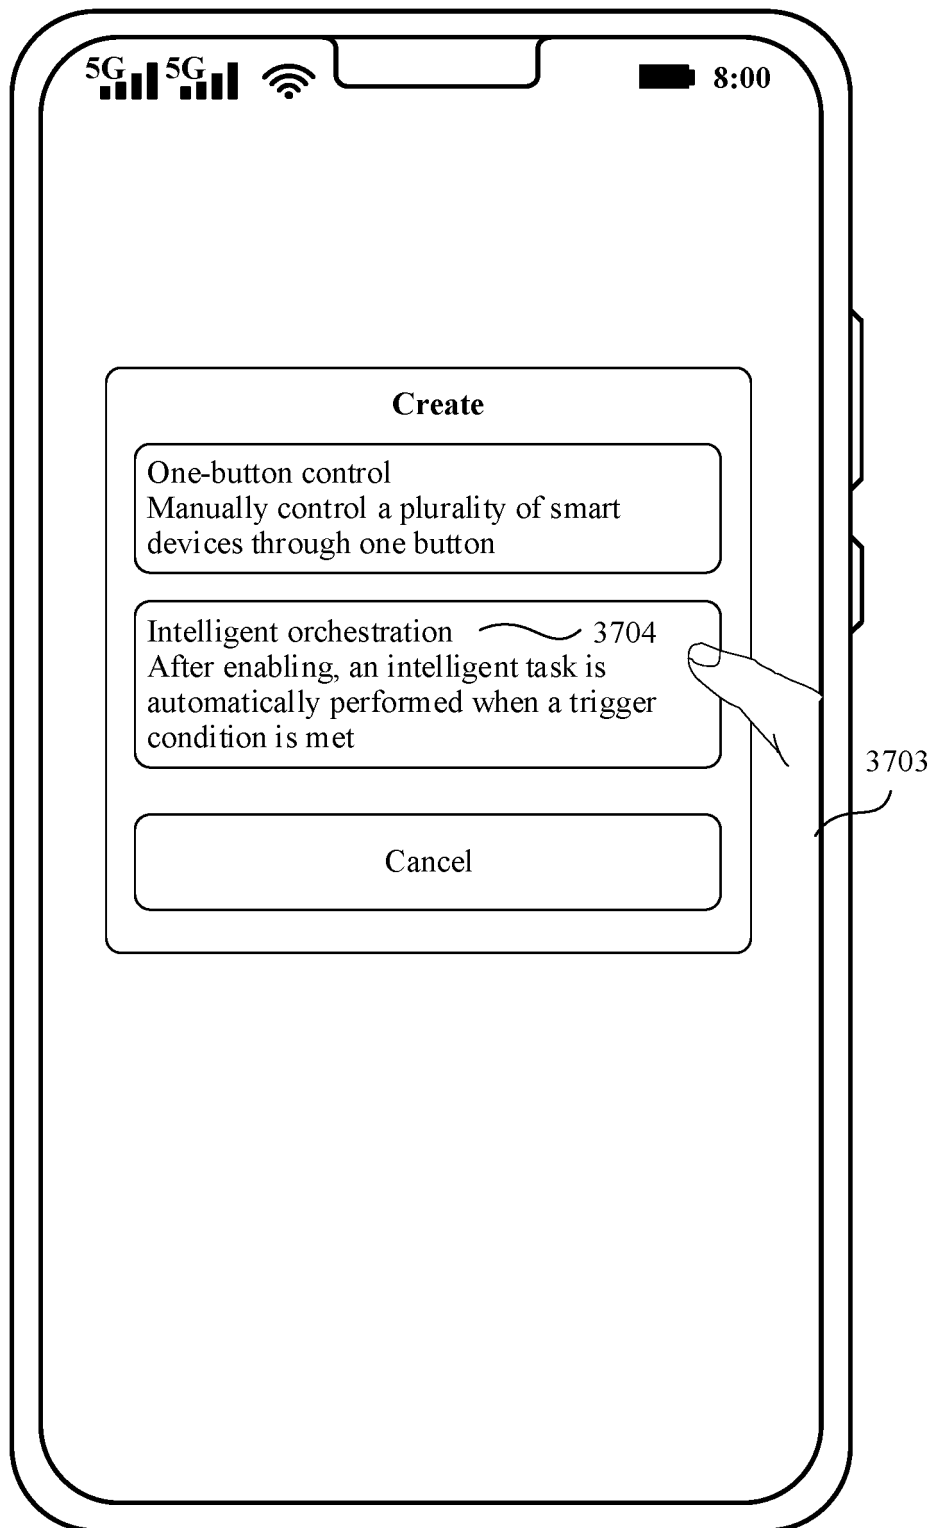 5G 5G 8:00
Create
One-button control
Manually control a plurality of smart
devices through one button
Intelligent orchestration 3704
After enabling, an intelligent task is
automatically performed when a trigger
condition is met
3703
Cancel